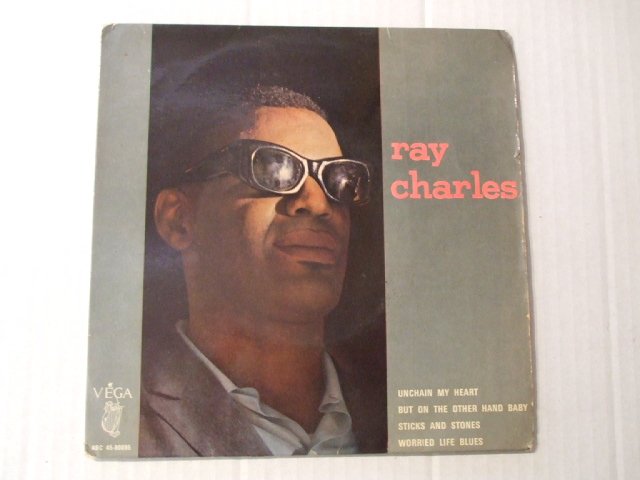 ray
charles
UNCHAIN MY HEART
BUT ON THE OTHER HAND BABY
STICKS AND STONES
WORRIED LIFE BLUES
VEGA